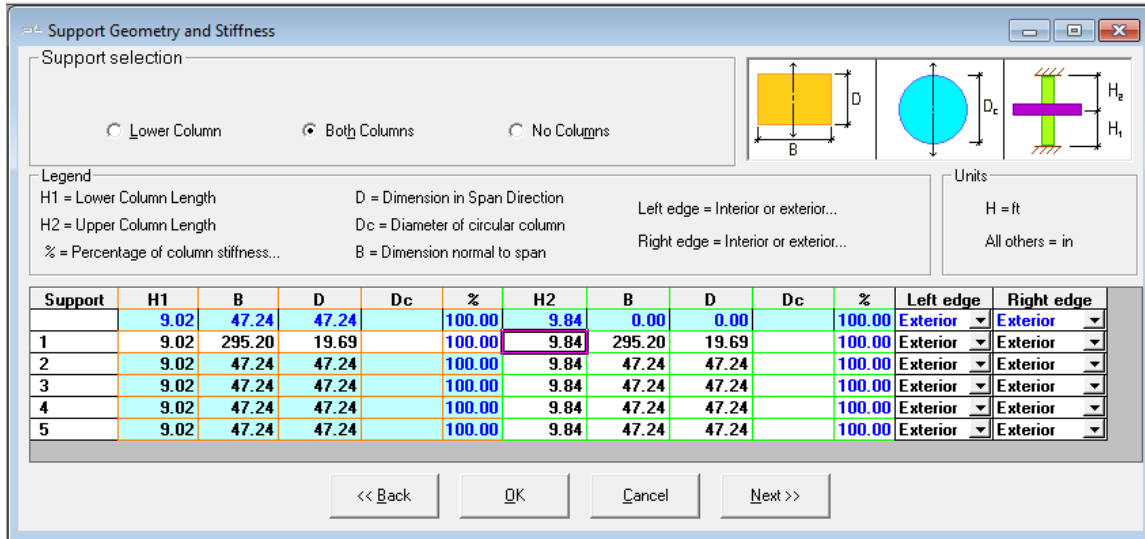 Support Geometry and Stiffness
Support selection
Lower Column
Both Columns
No Columns
D
B
Dc
H2
H1
Legend
H1 = Lower Column Length
D = Dimension in Span Direction
Left edge = Interior or exterior...
H2 = Upper Column Length
Dc = Diameter of circular column
Right edge = Interior or exterior...
% = Percentage of column stiffness...
B = Dimension normal to span
Units
H = ft
All others = in
Support H1 B D Dc % H2 B D Dc % Left edge Right edge
9.02 47.24 47.24 100.00 9.84 0.00 0.00 100.00 Exterior Exterior
1 9.02 295.20 19.69 100.00 9.84 295.20 19.69 100.00 Exterior Exterior
2 9.02 47.24 47.24 100.00 9.84 47.24 47.24 100.00 Exterior Exterior
3 9.02 47.24 47.24 100.00 9.84 47.24 47.24 100.00 Exterior Exterior
4 9.02 47.24 47.24 100.00 9.84 47.24 47.24 100.00 Exterior Exterior
5 9.02 47.24 47.24 100.00 9.84 47.24 47.24 100.00 Exterior Exterior
<< Back
OK
Cancel
Next >>